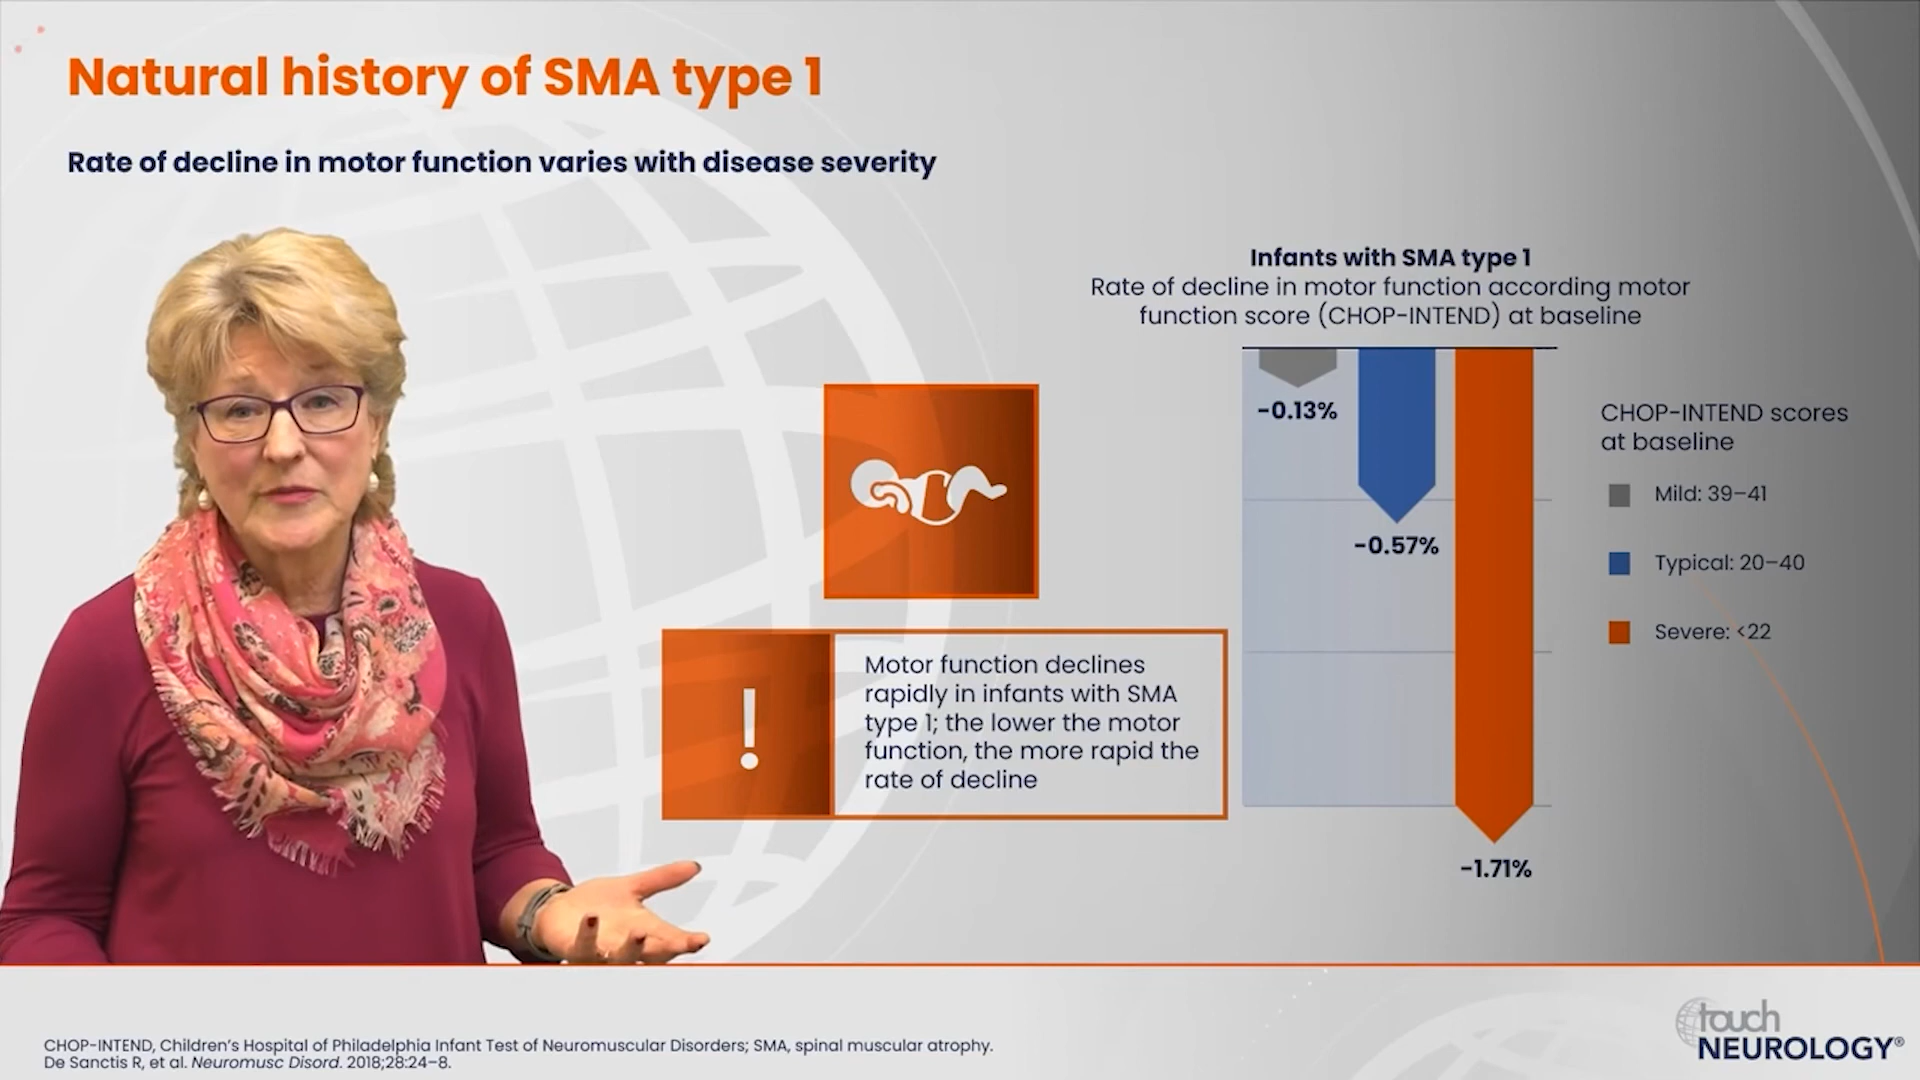 Natural history of SMA type 1
Rate of decline in motor function varies with disease severity
Infants with SMA type 1
Rate of decline in motor function according motor
function score (CHOP-INTEND) at baseline
-0.13%
-0.57%
-1.71%
CHOP-INTEND scores
at baseline
Mild: 39–41
Typical: 20–40
Severe: <22
!
Motor function declines
rapidly in infants with SMA
type 1; the lower the motor
function, the more rapid the
rate of decline
CHOP-INTEND, Children's Hospital of Philadelphia Infant Test of Neuromuscular Disorders; SMA, spinal muscular atrophy.
De Sanctis R, et al. Neuromusc Disord. 2018;28:24–8.
touch
NEUROLOGY®